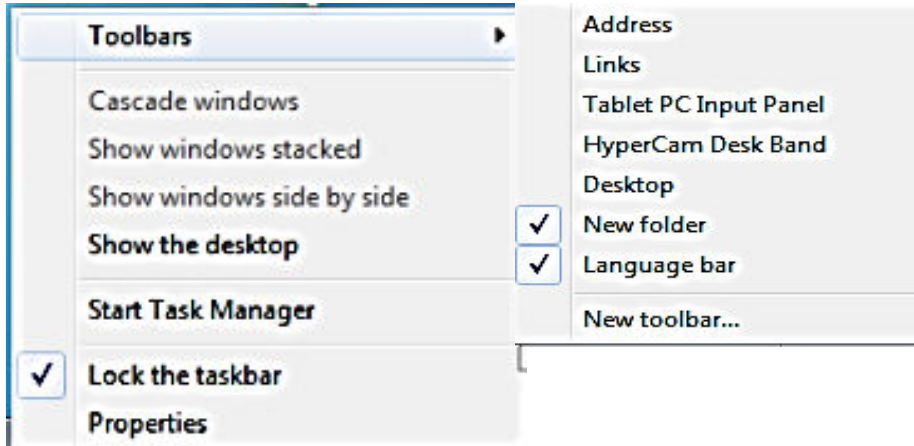 Toolbars
Cascade windows
Show windows stacked
Show windows side by side
Show the desktop
Start Task Manager
Lock the taskbar
Properties
Address
Links
Tablet PC Input Panel
HyperCam Desk Band
Desktop
New folder
Language bar
New toolbar...